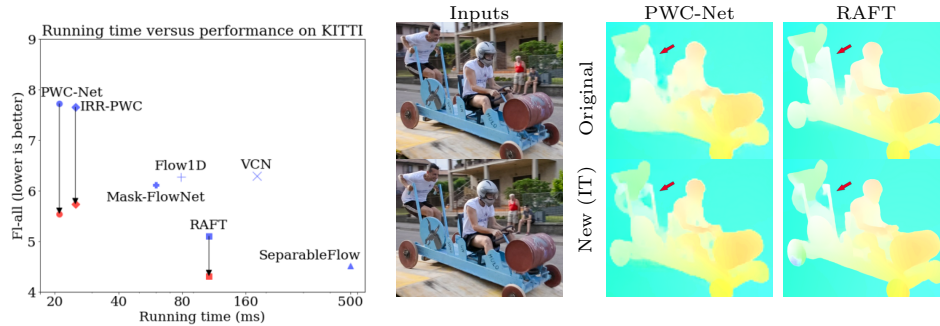 Running time versus performance on KITTI
Fl-all (lower is better)
9
8
7
6
5
4
PWC-Net
IRR-PWC
Flow1D
VCN
Mask-FlowNet
RAFT
SeparableFlow
20 40 80 160 500
Running time (ms)
Inputs PWC-Net RAFT
Original
New (IT)